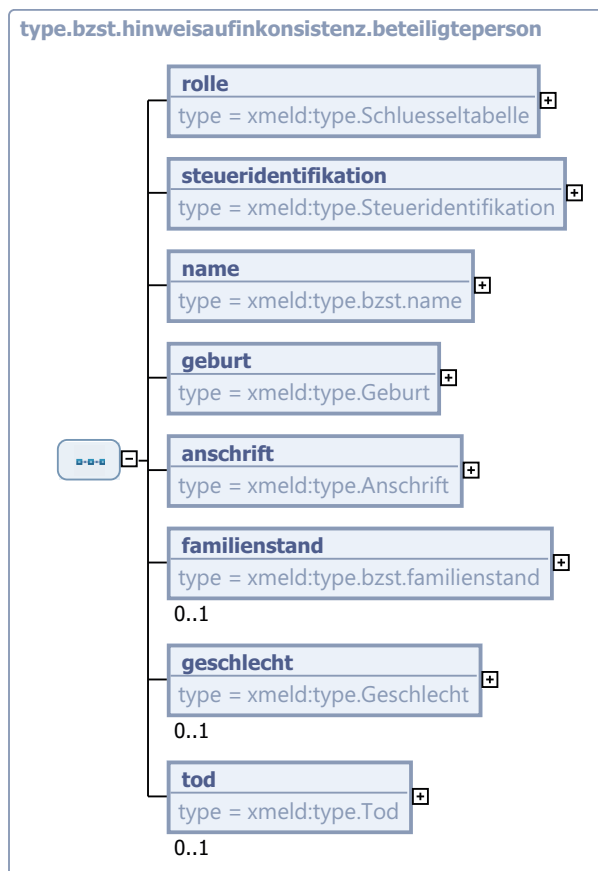 type.bzst.hinweisaufinkonsistenz.beteiligteperson
rolle
type = xmeld:type.Schluesseltabelle
steueridentifikation
type = xmeld:type.Steueridentifikation
name
type = xmeld:type.bzst.name
geburt
type = xmeld:type.Geburt
anschrift
type = xmeld:type.Anschrift
familienstand
type = xmeld:type.bzst.familienstand
0..1
geschlecht
type = xmeld:type.Geschlecht
0..1
tod
type = xmeld:type.Tod
0..1